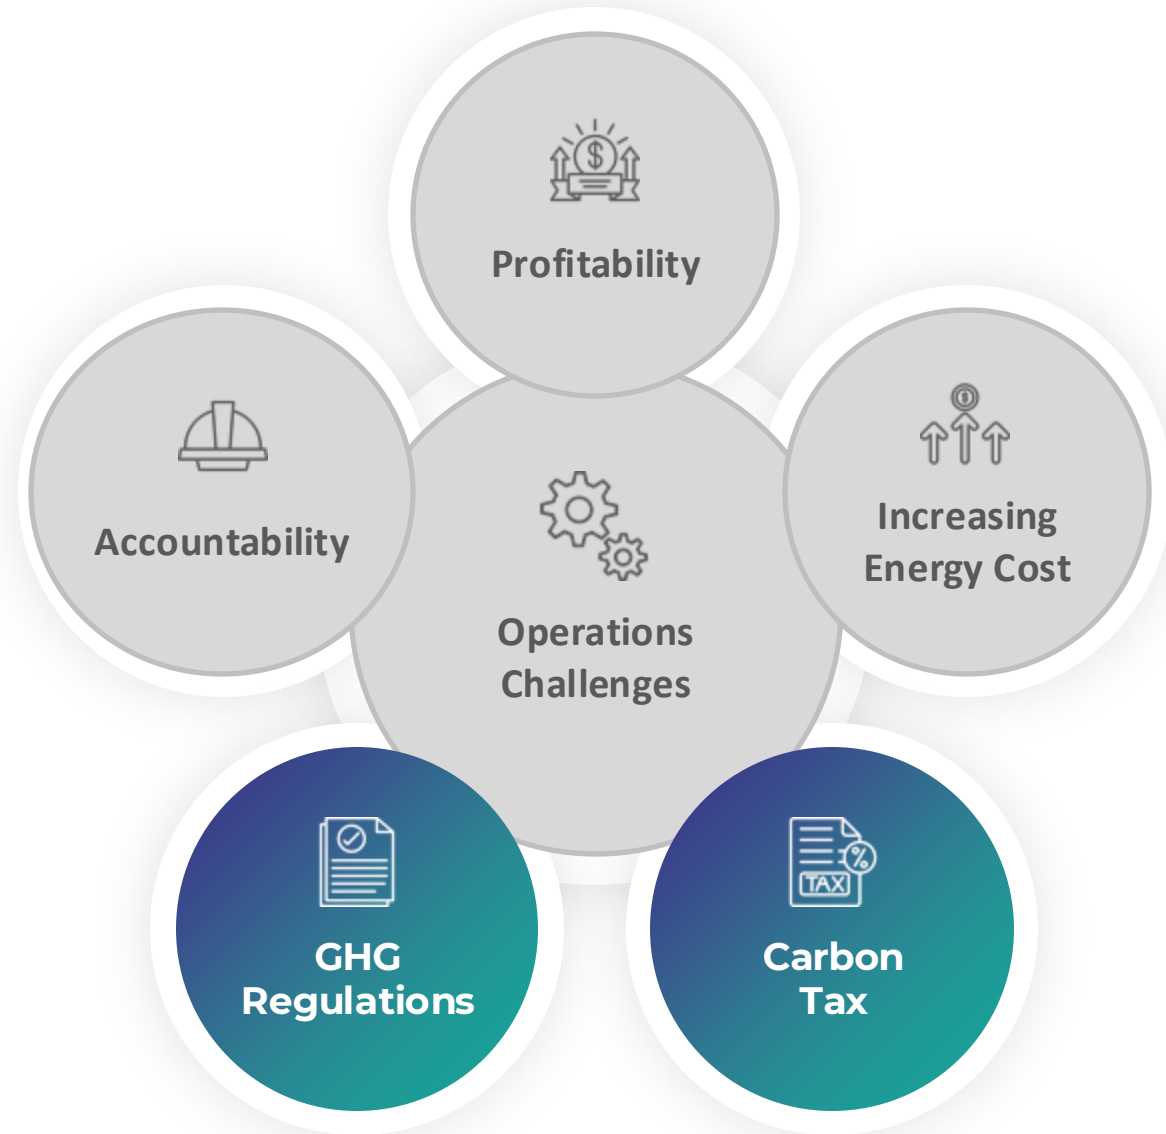 $
Profitability
Accountability
$
Increasing
Energy Cost
Operations
Challenges
GHG
Regulations
%
TAX
Carbon
Tax